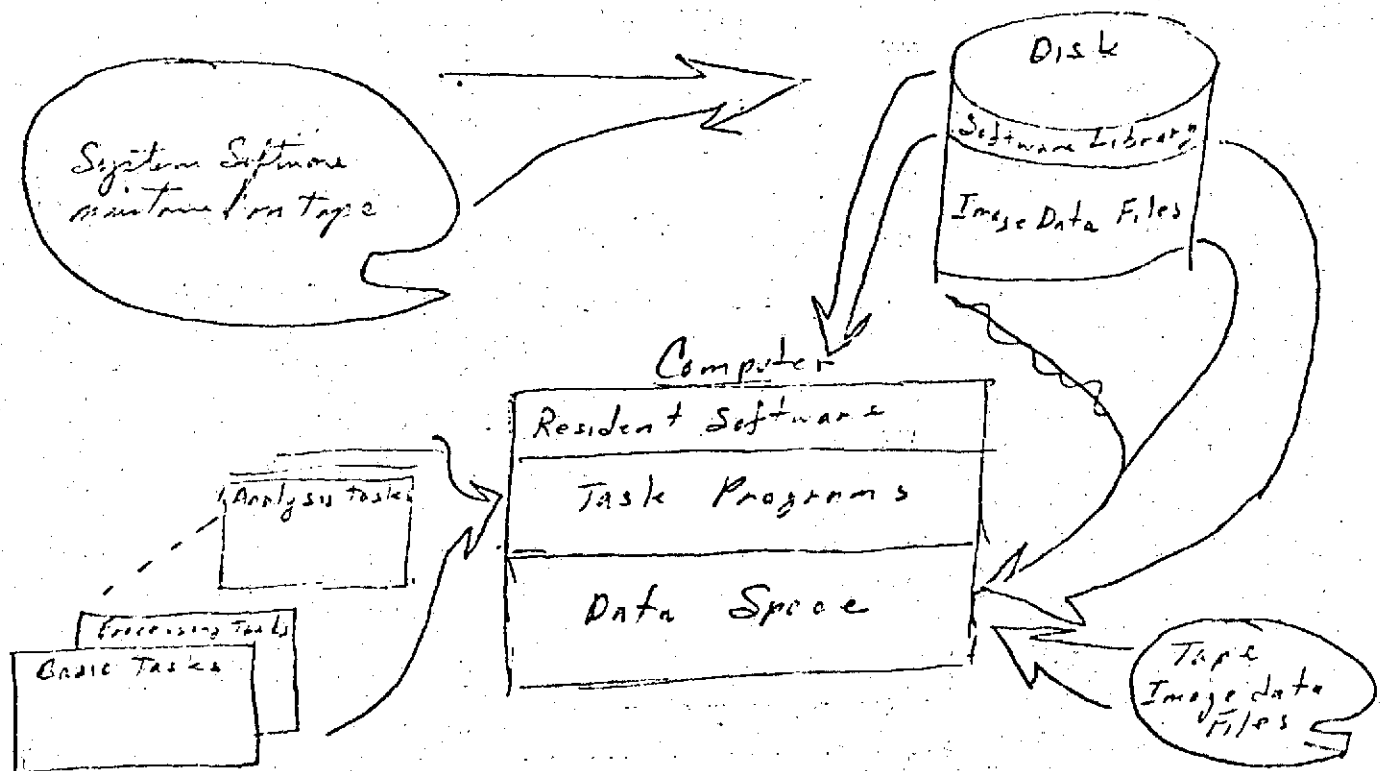 Disk
Software Library
Image Data Files
System Software
maintained on tape
Computer
Resident Software
Task Programs
Data Space
Analysis Tasks
Processing Tasks
Basic Tasks
Tape
Image data
Files